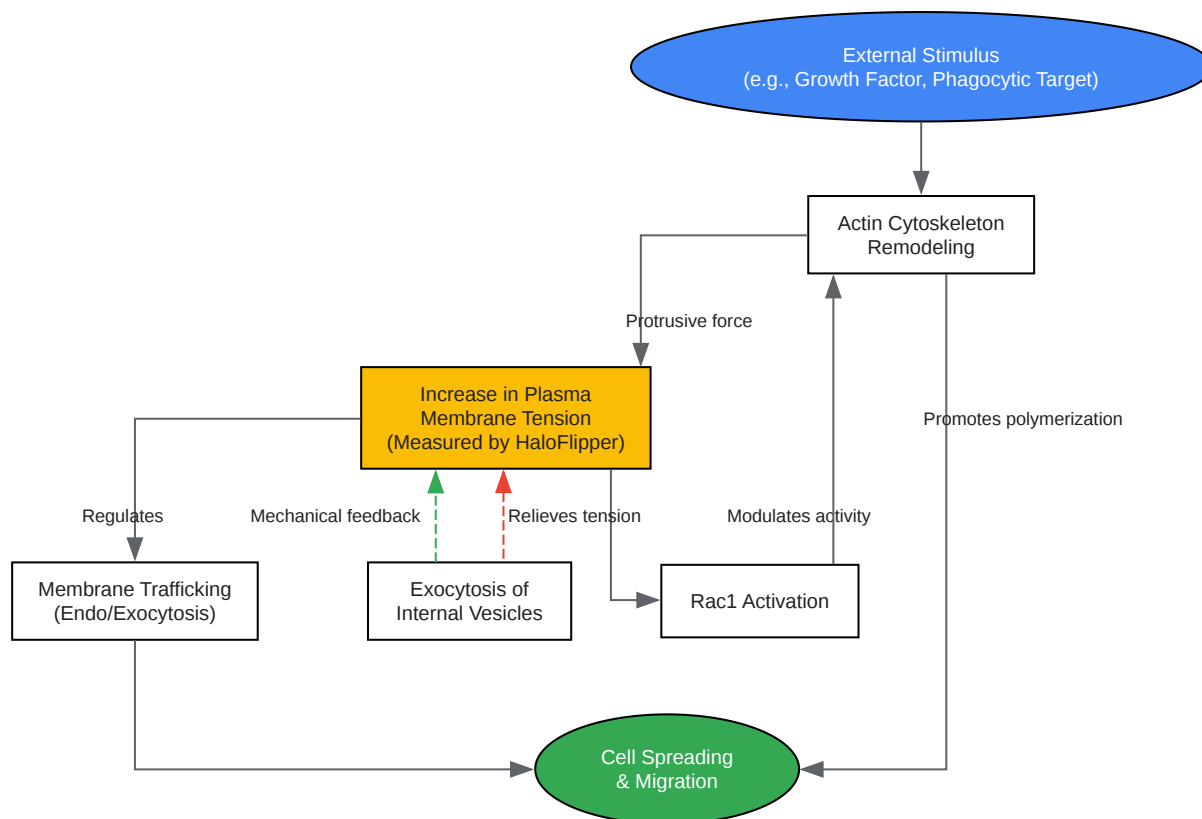 External Stimulus
(e.g., Growth Factor, Phagocytic Target)
Actin Cytoskeleton
Remodeling
Protrusive force
Increase in Plasma
Membrane Tension
(Measured by HaloFlipper)
Promotes polymerization
Regulates
Mechanical feedback
Relieves tension
Modulates activity
Membrane Trafficking
(Endo/Exocytosis)
Exocytosis of
Internal Vesicles
Rac1 Activation
Cell Spreading
& Migration